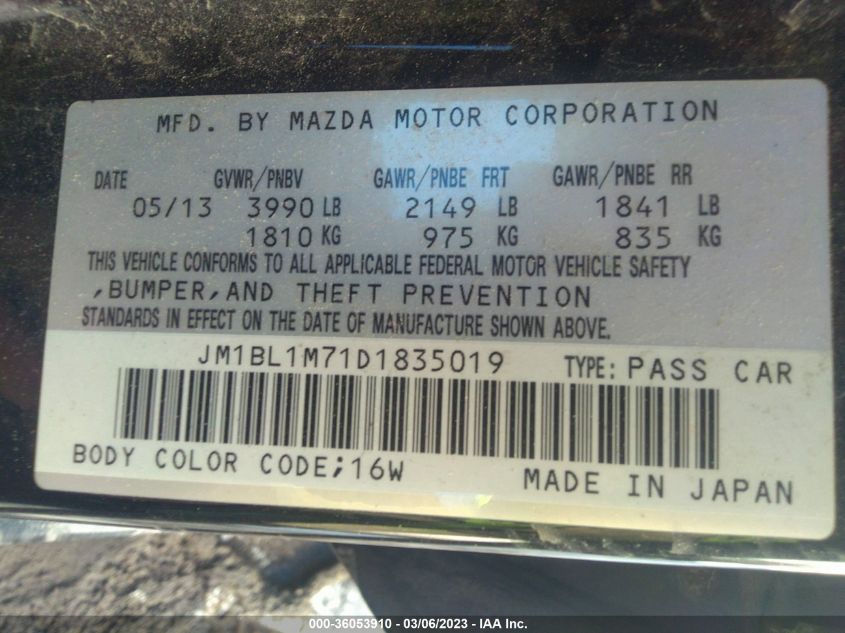 MFD. BY MAZDA MOTOR CORPORATION
DATE GVWR/PNBV GAWR/PNBE FRT GAWR/PNBE RR
05/13 3990 LB 2149 LB 1841 LB
1810 KG 975 KG 835 KG
THIS VEHICLE CONFORMS TO ALL APPLICABLE FEDERAL MOTOR VEHICLE SAFETY
,BUMPER,AND THEFT PREVENTION
STANDARDS IN EFFECT ON THE DATE OF MANUFACTURE SHOWN ABOVE.
JM1BL1M71D1835019 TYPE: PASS CAR
BODY COLOR CODE;16W MADE IN JAPAN
000-36053910 - 03/06/2023 - IAA Inc.